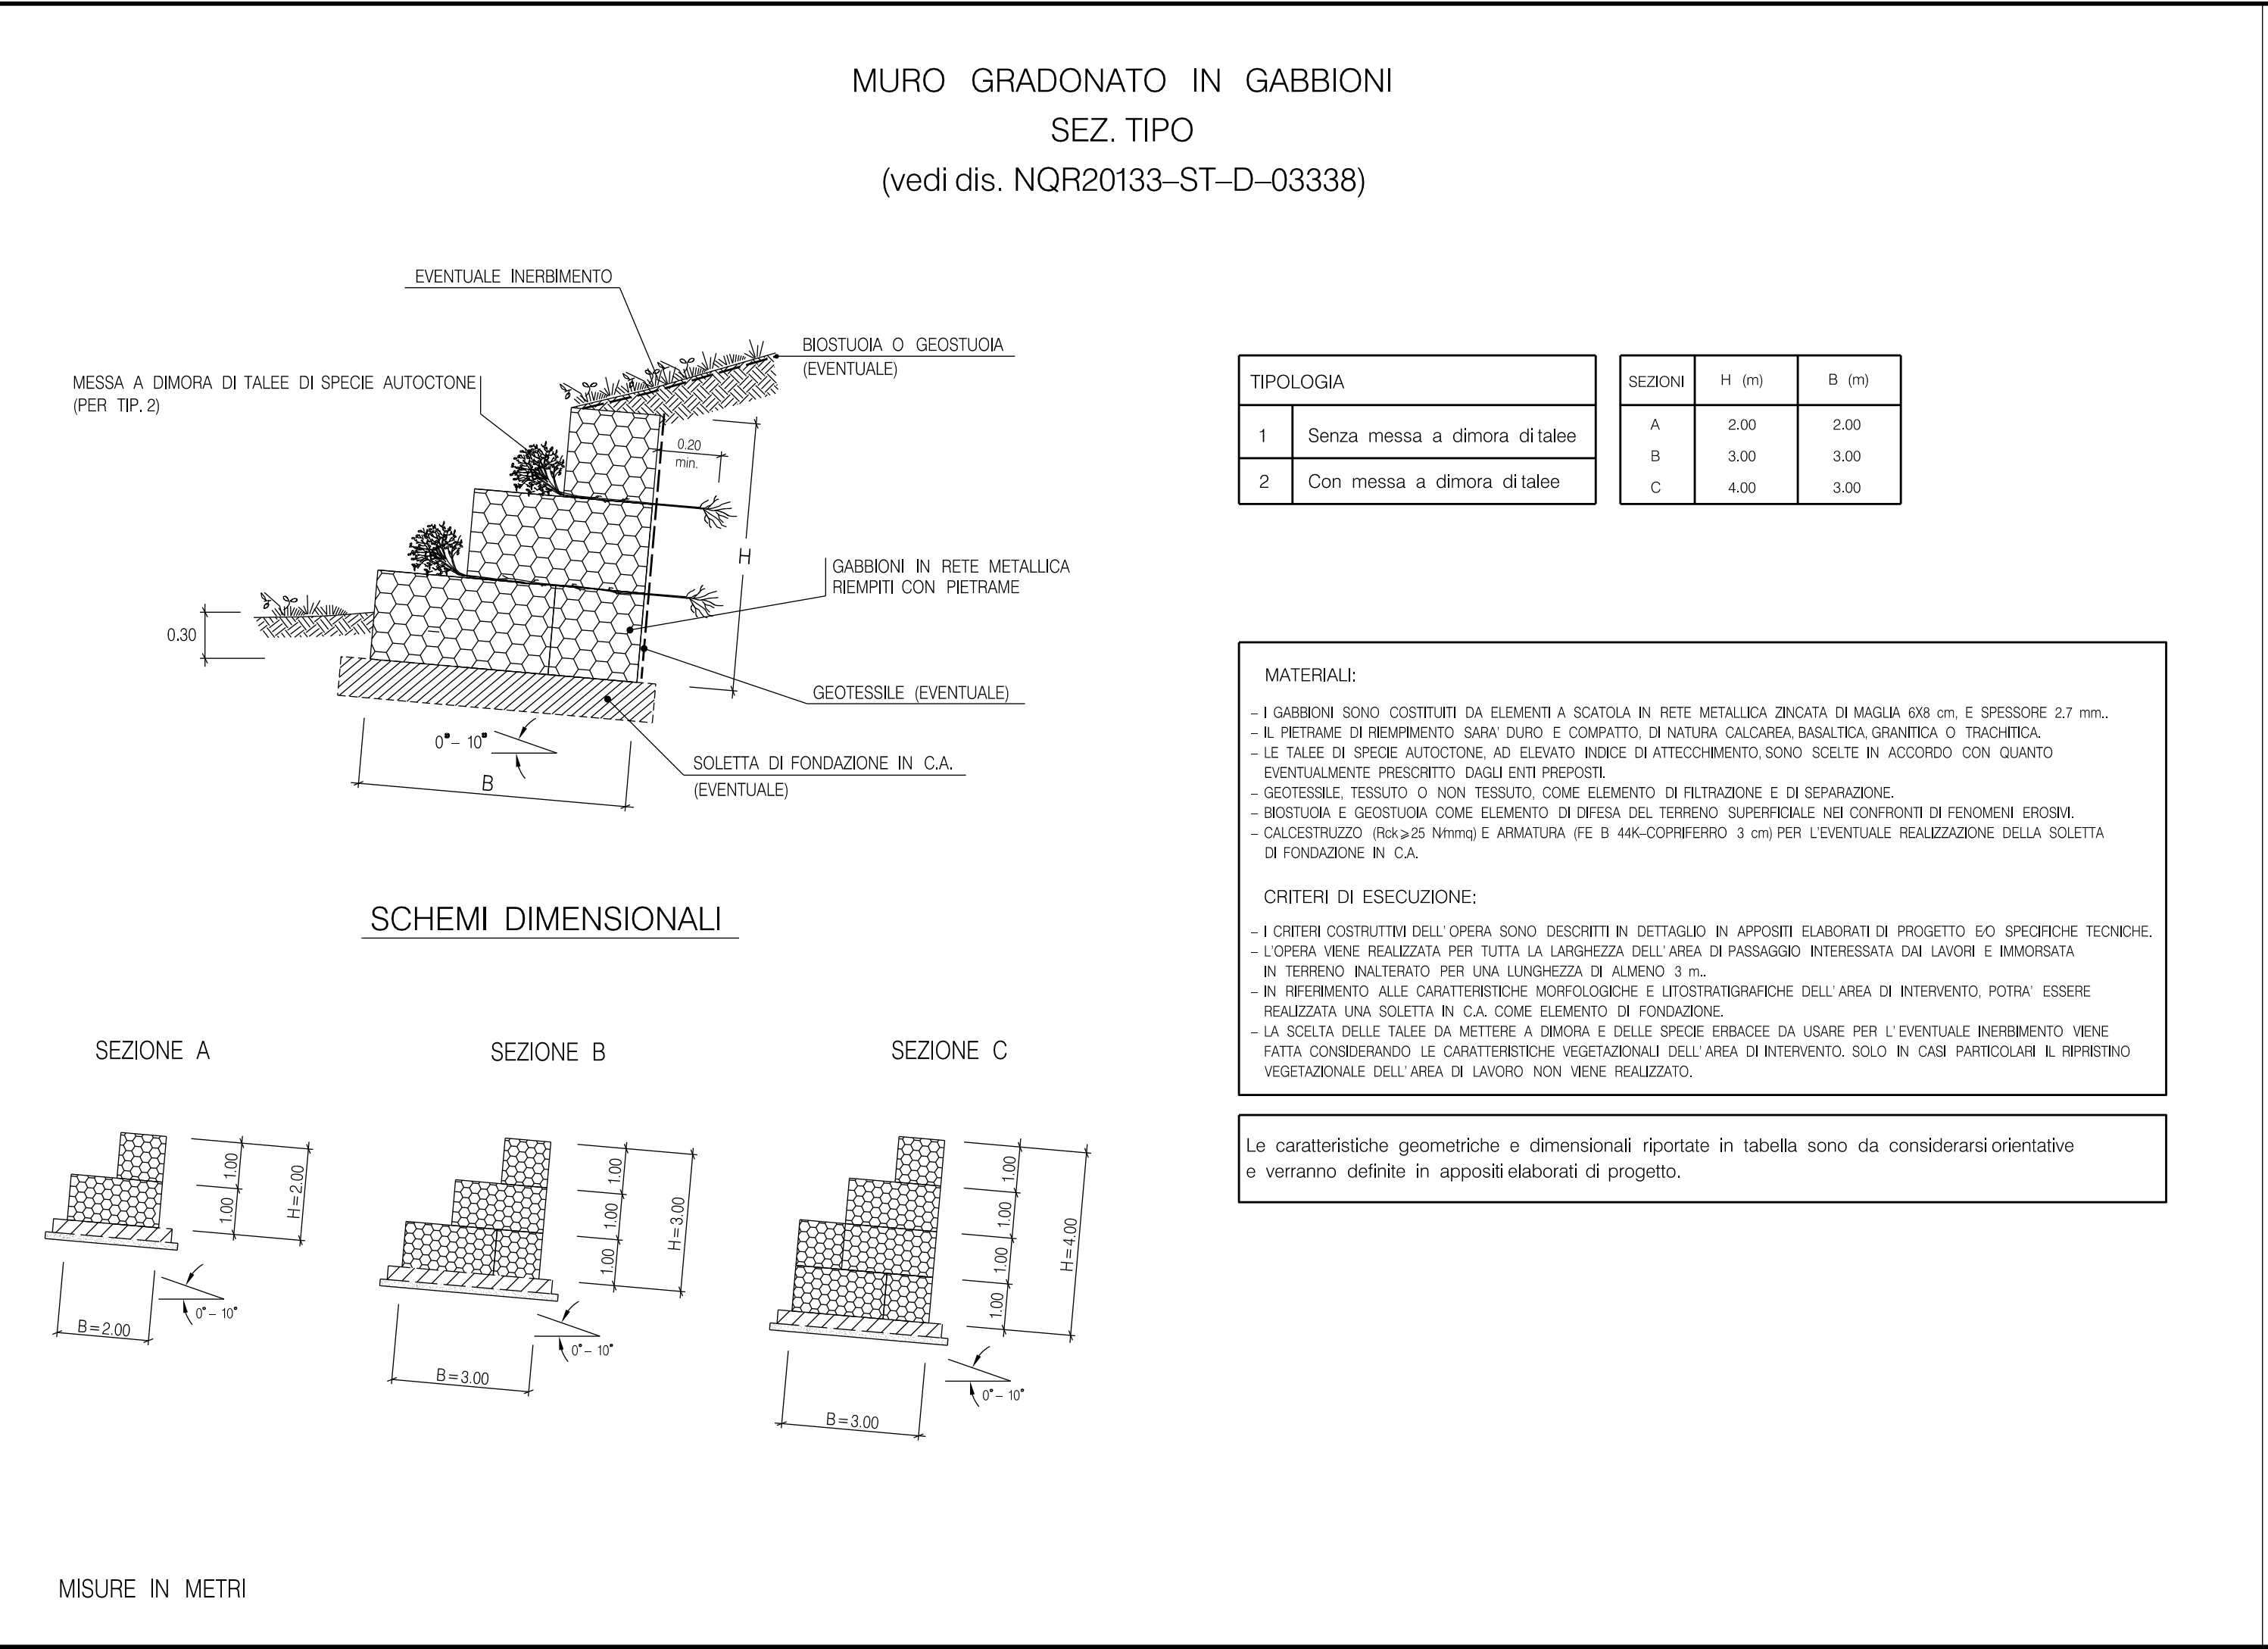 MURO GRADONATO IN GABBIONI
SEZ. TIPO
(vedi dis. NQR20133–ST–D–03338)
EVENTUALE INERBIMENTO
BIOSTUOIA O GEOSTUOIA
(EVENTUALE)
MESSA A DIMORA DI TALEE DI SPECIE AUTOCTONE
(PER TIP. 2)
0.20
min.
H
GABBIONI IN RETE METALLICA
RIEMPITI CON PIETRAME
0.30
GEOTESSILE (EVENTUALE)
0°– 10°
SOLETTA DI FONDAZIONE IN C.A.
(EVENTUALE)
B
TIPOLOGIA
1 Senza messa a dimora di talee
2 Con messa a dimora di talee
SEZIONI H (m) B (m)
A 2.00 2.00
B 3.00 3.00
C 4.00 3.00
MATERIALI:
– I GABBIONI SONO COSTITUITI DA ELEMENTI A SCATOLA IN RETE METALLICA ZINCATA DI MAGLIA 6X8 cm, E SPESSORE 2.7 mm..
– IL PIETRAME DI RIEMPIMENTO SARA' DURO E COMPATTO, DI NATURA CALCAREA, BASALTICA, GRANITICA O TRACHITICA.
– LE TALEE DI SPECIE AUTOCTONE, AD ELEVATO INDICE DI ATTECCHIMENTO, SONO SCELTE IN ACCORDO CON QUANTO
EVENTUALMENTE PRESCRITTO DAGLI ENTI PREPOSTI.
– GEOTESSILE, TESSUTO O NON TESSUTO, COME ELEMENTO DI FILTRAZIONE E DI SEPARAZIONE.
– BIOSTUOIA E GEOSTUOIA COME ELEMENTO DI DIFESA DEL TERRENO SUPERFICIALE NEI CONFRONTI DI FENOMENI EROSIVI.
– CALCESTRUZZO (Rck⩾25 N/mmq) E ARMATURA (FE B 44K–COPRIFERRO 3 cm) PER L'EVENTUALE REALIZZAZIONE DELLA SOLETTA
DI FONDAZIONE IN C.A.
CRITERI DI ESECUZIONE:
– I CRITERI COSTRUTTIVI DELL'OPERA SONO DESCRITTI IN DETTAGLIO IN APPOSITI ELABORATI DI PROGETTO E/O SPECIFICHE TECNICHE.
– L'OPERA VIENE REALIZZATA PER TUTTA LA LARGHEZZA DELL'AREA DI PASSAGGIO INTERESSATA DAI LAVORI E IMMORSATA
IN TERRENO INALTERATO PER UNA LUNGHEZZA DI ALMENO 3 m..
– IN RIFERIMENTO ALLE CARATTERISTICHE MORFOLOGICHE E LITOSTRATIGRAFICHE DELL'AREA DI INTERVENTO, POTRA' ESSERE
REALIZZATA UNA SOLETTA IN C.A. COME ELEMENTO DI FONDAZIONE.
– LA SCELTA DELLE TALEE DA METTERE A DIMORA E DELLE SPECIE ERBACEE DA USARE PER L'EVENTUALE INERBIMENTO VIENE
FATTA CONSIDERANDO LE CARATTERISTICHE VEGETAZIONALI DELL'AREA DI INTERVENTO. SOLO IN CASI PARTICOLARI IL RIPRISTINO
VEGETAZIONALE DELL'AREA DI LAVORO NON VIENE REALIZZATO.
Le caratteristiche geometriche e dimensionali riportate in tabella sono da considerarsi orientative
e verranno definite in appositi elaborati di progetto.
SCHEMI DIMENSIONALI
SEZIONE A
1.00
1.00
H=2.00
0°– 10°
B=2.00
SEZIONE B
1.00
1.00
1.00
H=3.00
0°– 10°
B=3.00
SEZIONE C
1.00
1.00
1.00
1.00
H=4.00
0°– 10°
B=3.00
MISURE IN METRI